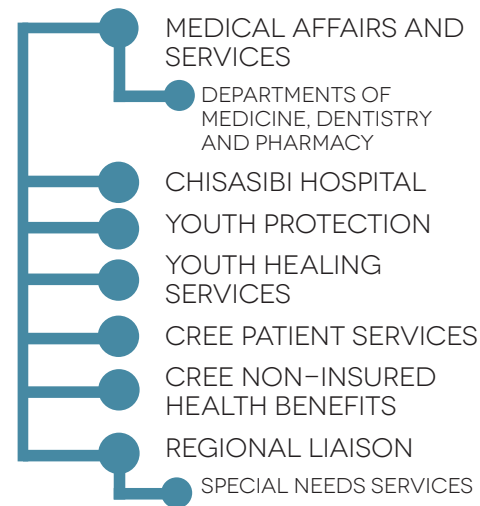 MEDICAL AFFAIRS AND
SERVICES
DEPARTMENTS OF
MEDICINE, DENTISTRY
AND PHARMACY
CHISASIBI HOSPITAL
YOUTH PROTECTION
YOUTH HEALING
SERVICES
CREE PATIENT SERVICES
CREE NON-INSURED
HEALTH BENEFITS
REGIONAL LIAISON
SPECIAL NEEDS SERVICES